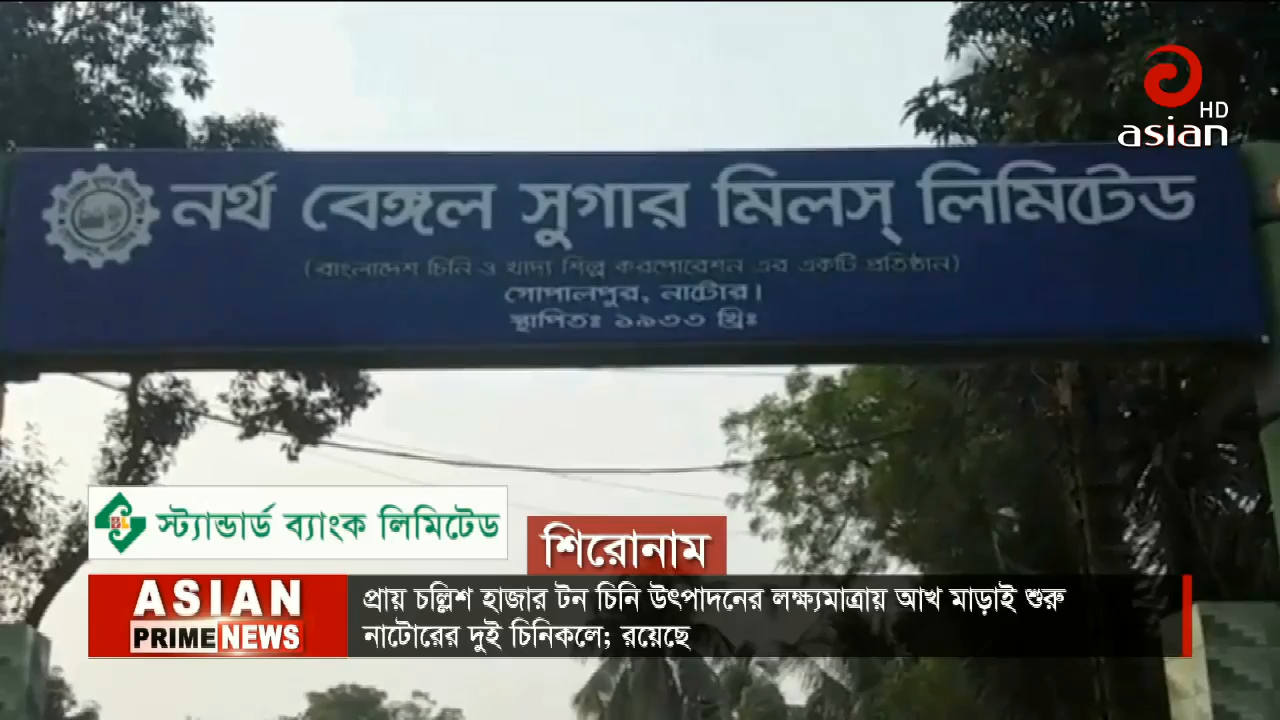 HD
asian
নর্থ বেঙ্গল সুগার মিলস্ লিমিটেড
(বাংলাদেশ চিনি ও খাদ্য শিল্প করপোরেশন এর একটি প্রতিষ্ঠান)
গোপালপুর, নাটোর।
স্থাপিতঃ ১৯৩৩ খ্রিঃ
স্ট্যান্ডার্ড ব্যাংক লিমিটেড
শিরোনাম
ASIAN
PRIME NEWS
প্রায় চল্লিশ হাজার টন চিনি উৎপাদনের লক্ষ্যমাত্রায় আখ মাড়াই শুরু
নাটোরের দুই চিনিকলে; রয়েছে